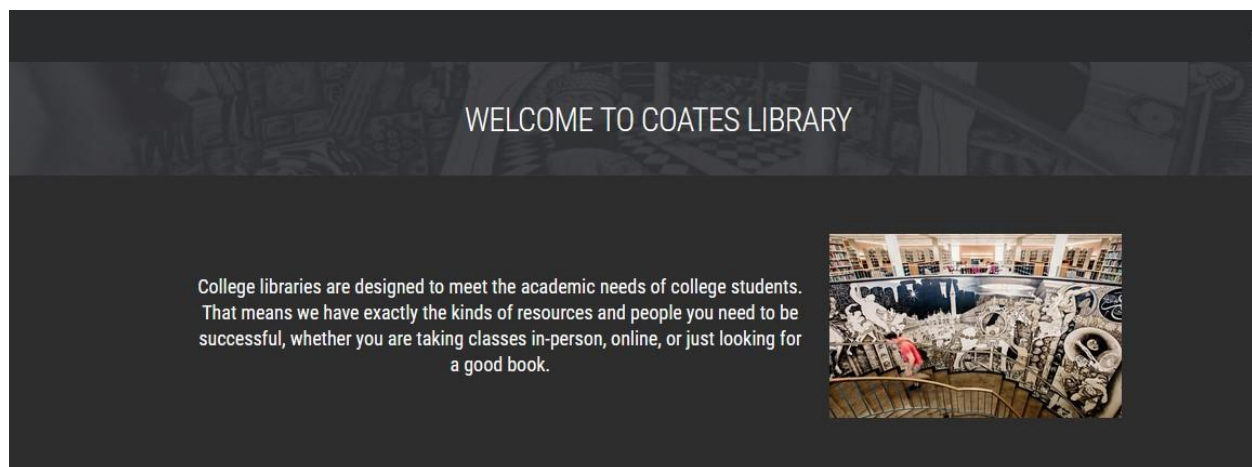 WELCOME TO COATES LIBRARY
College libraries are designed to meet the academic needs of college students.
That means we have exactly the kinds of resources and people you need to be
successful, whether you are taking classes in-person, online, or just looking for
a good book.